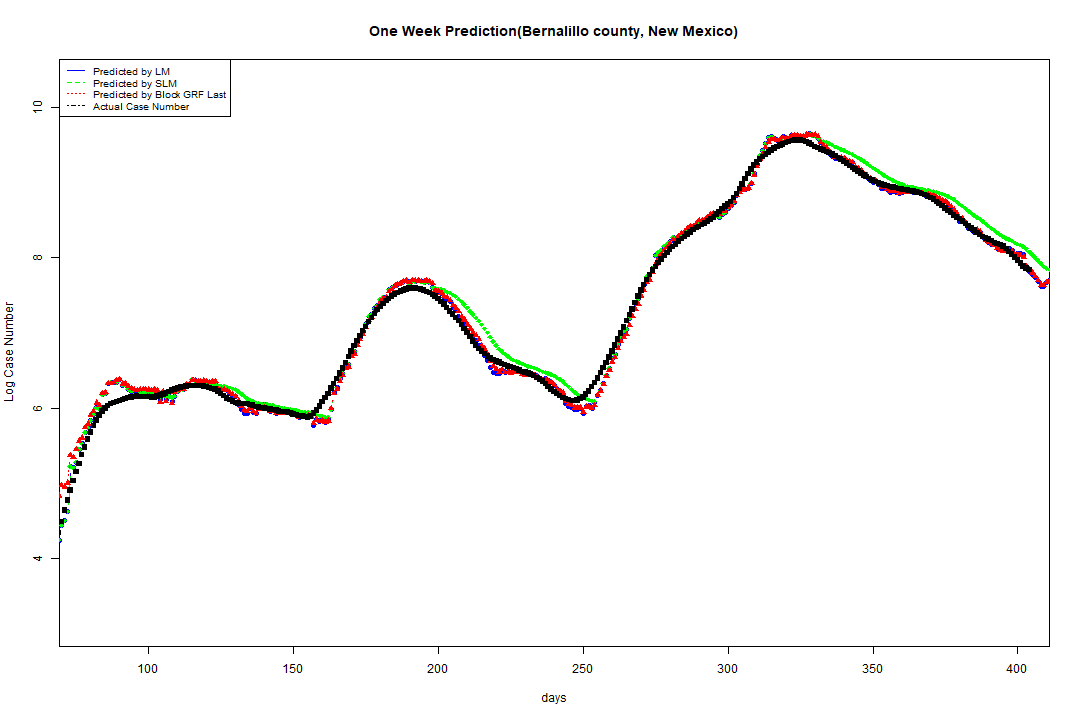 One Week Prediction(Bernalillo county, New Mexico)
Predicted by LM
Predicted by SLM
Predicted by Block GRF Last
Actual Case Number
10
8
6
4
Log Case Number
100 150 200 250 300 350 400
days